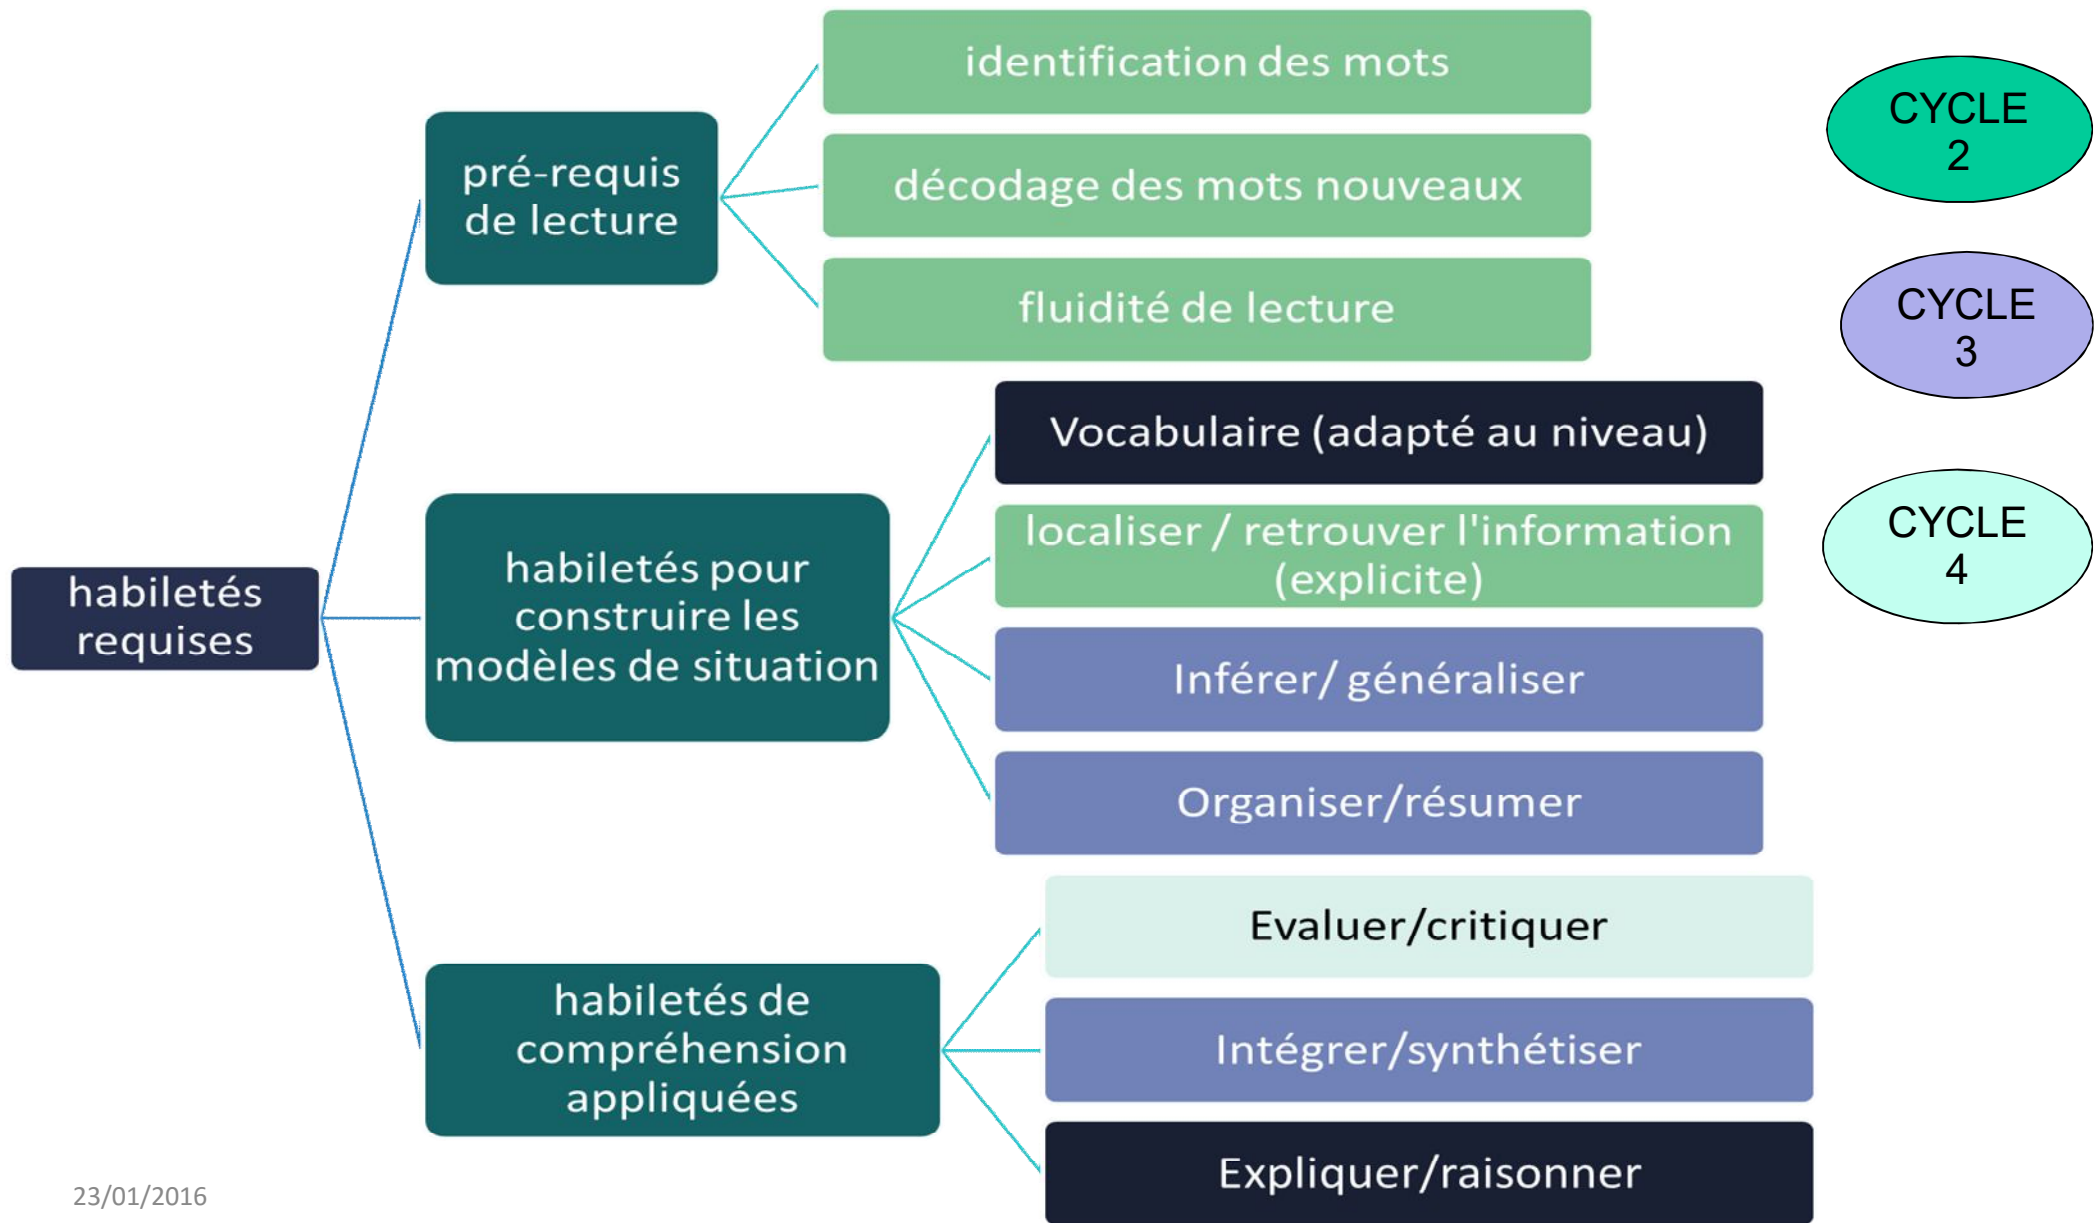 identification des mots
CYCLE
2
pré-requis
de lecture
décodage des mots nouveaux
fluidité de lecture
CYCLE
3
Vocabulaire (adapté au niveau)
habiletés
requises
habiletés pour
construire les
modèles de situation
localiser / retrouver l'information
(explicite)
CYCLE
4
Inférer/ généraliser
Organiser/résumer
habiletés de
compréhension
appliquées
Evaluer/critiquer
Intégrer/synthétiser
Expliquer/raisonner
23/01/2016